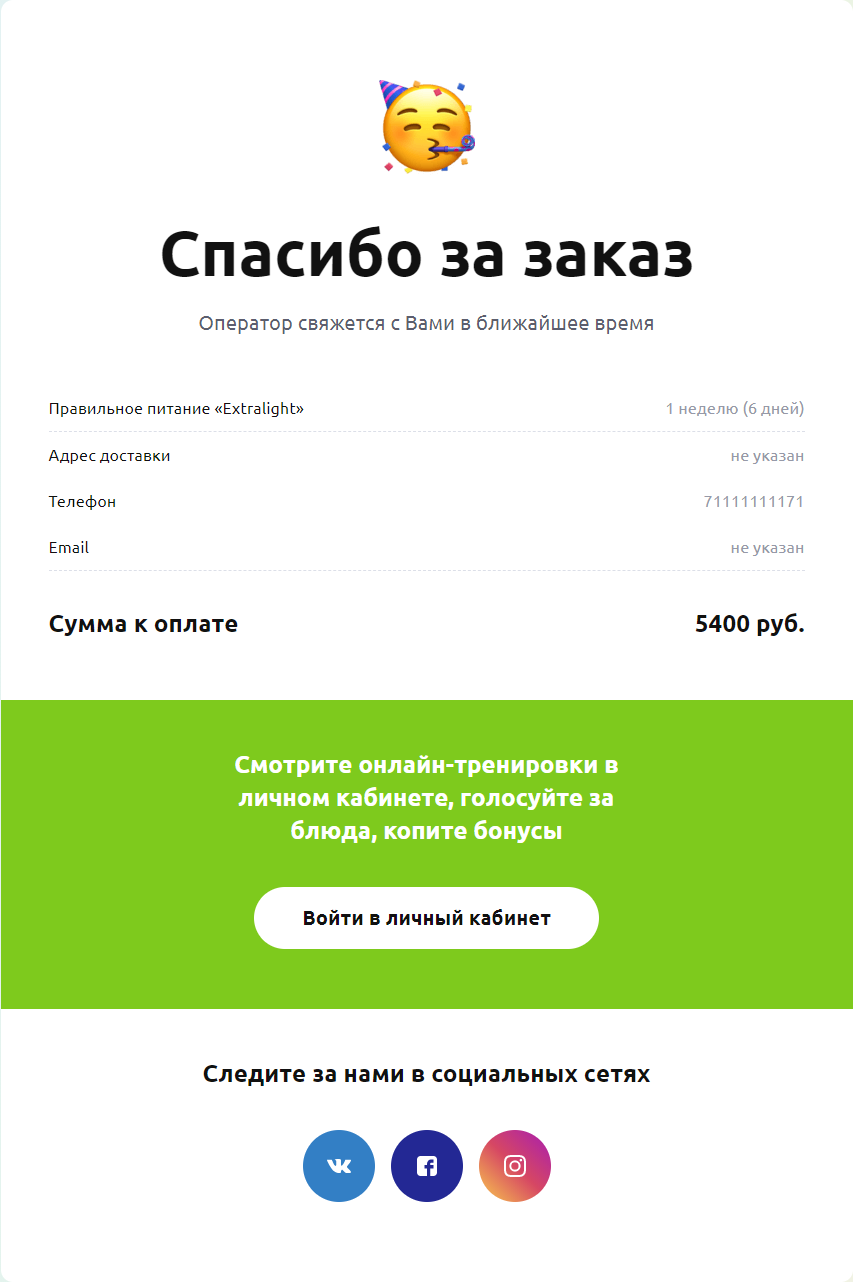 Спасибо за заказ
Оператор свяжется с Вами в ближайшее время
Правильное питание «Extralight» 1 неделю (6 дней)
Адрес доставки не указан
Телефон 71111111171
Email не указан
Сумма к оплате 5400 руб.
Смотрите онлайн-тренировки в
личном кабинете, голосуйте за
блюда, копите бонусы
Войти в личный кабинет
Следите за нами в социальных сетях